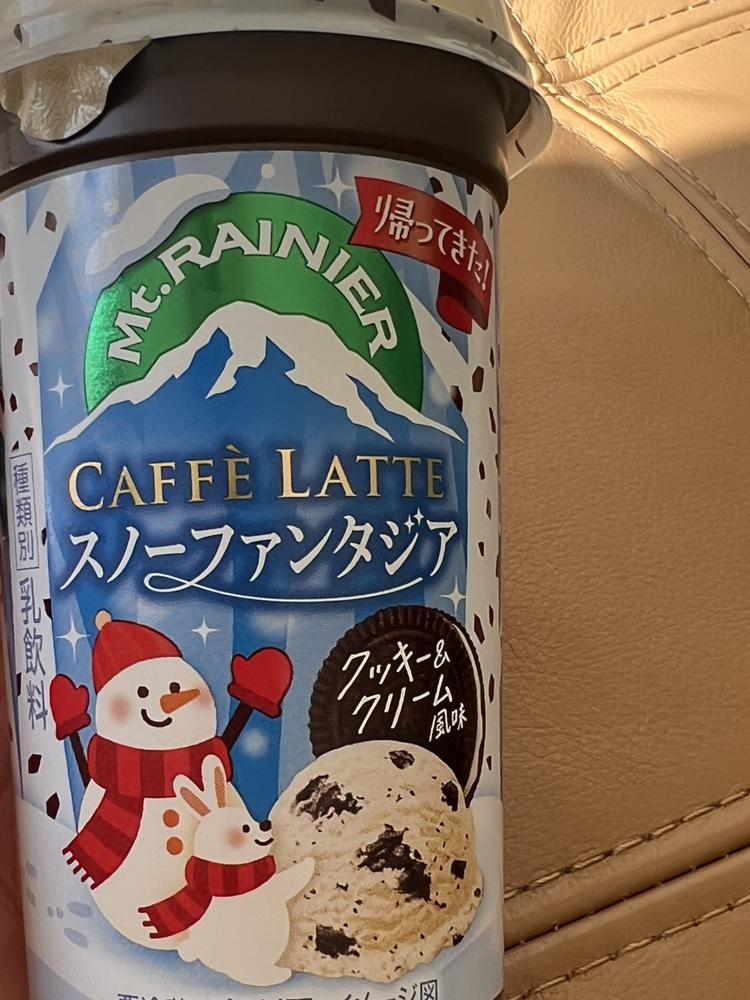 帰ってきた!
Mt. RAINIER
CAFFÈ LATTE
スノーファンタジア
種類別
乳飲料
クッキー&
クリーム
風味